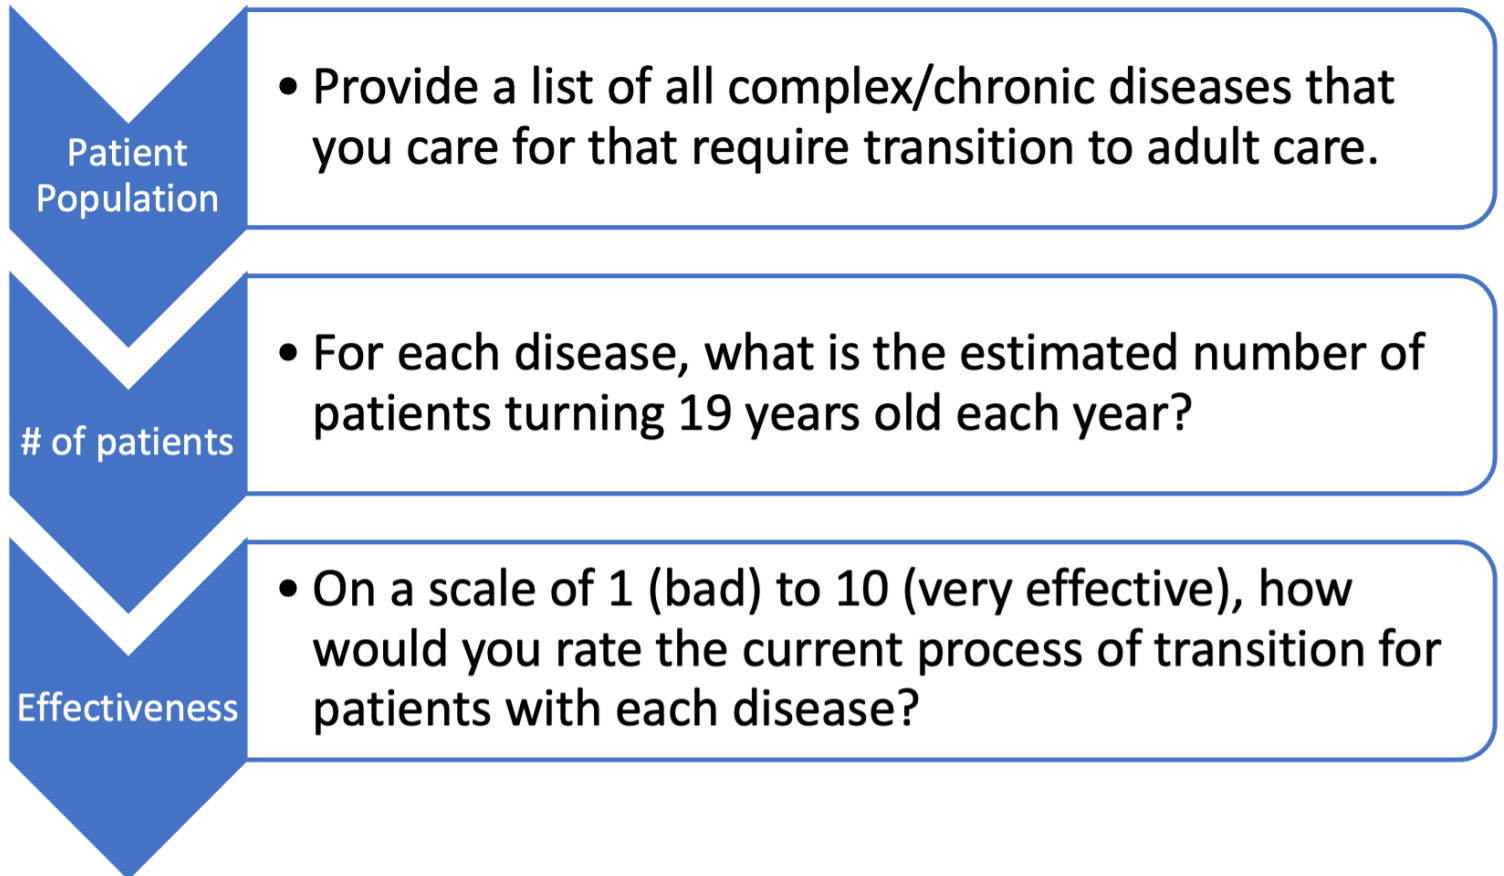 Patient
Population
• Provide a list of all complex/chronic diseases that
you care for that require transition to adult care.
# of patients
• For each disease, what is the estimated number of
patients turning 19 years old each year?
Effectiveness
• On a scale of 1 (bad) to 10 (very effective), how
would you rate the current process of transition for
patients with each disease?